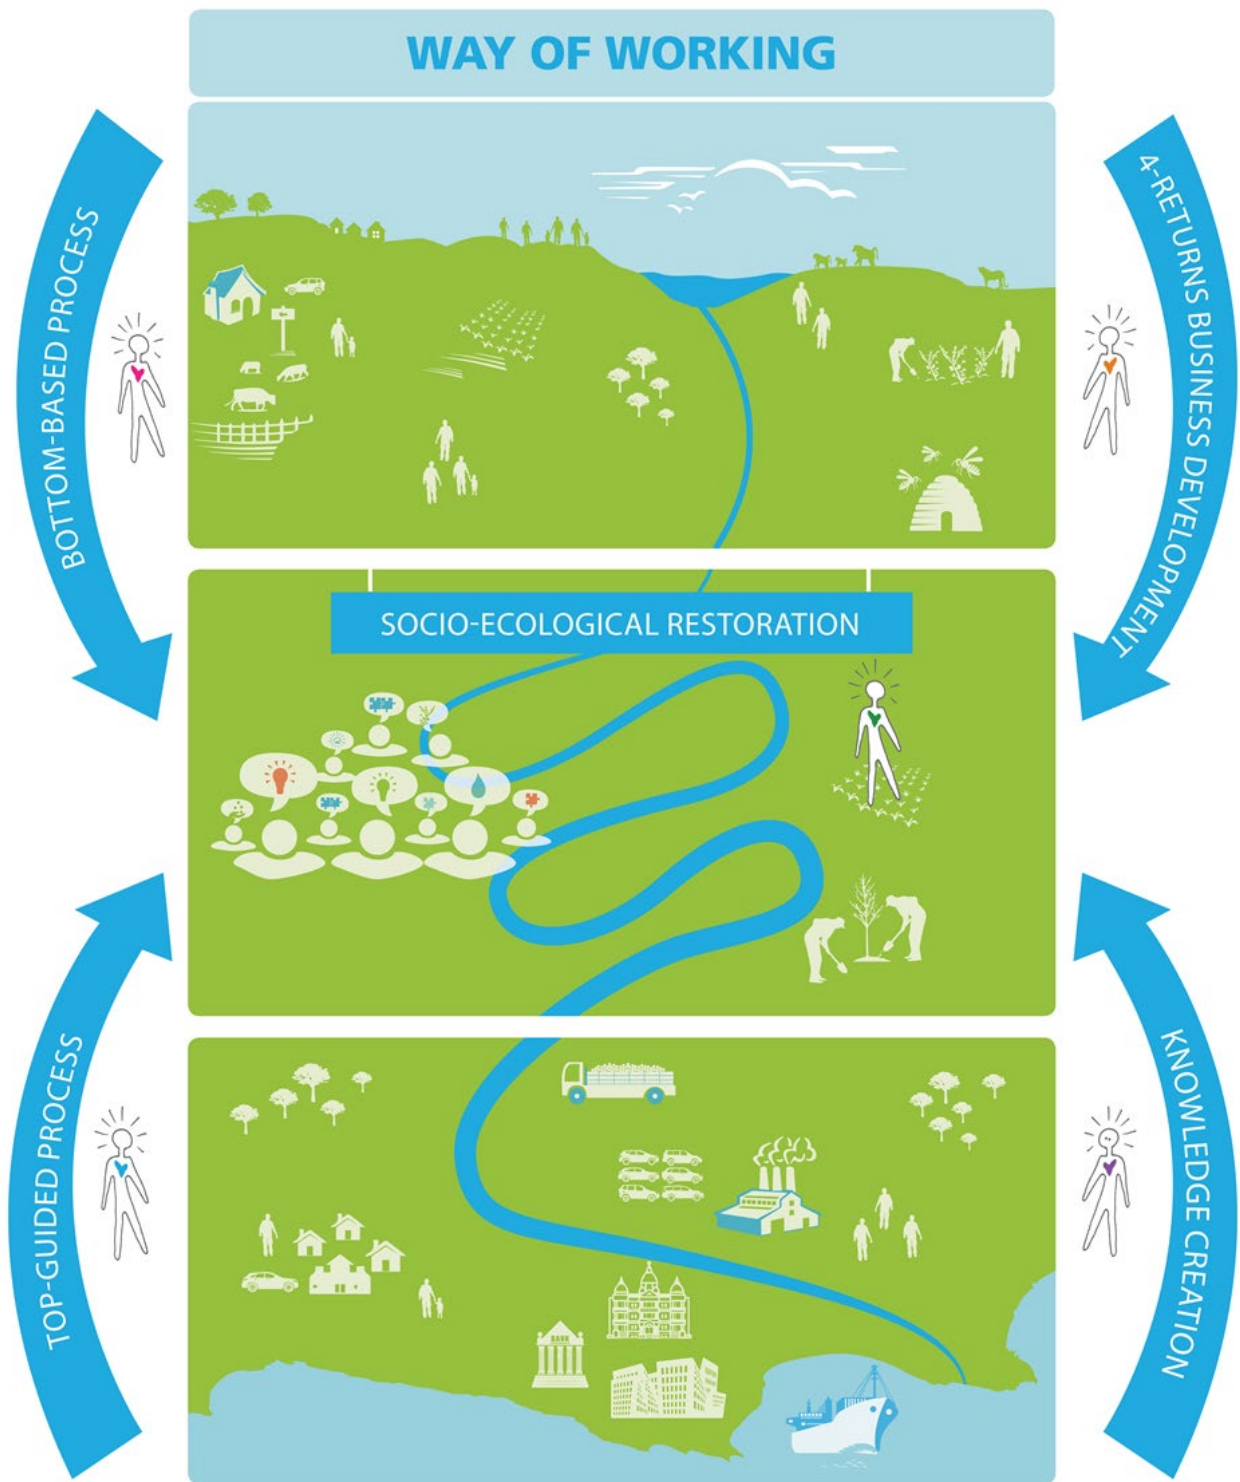 WAY OF WORKING
BOTTOM-BASED PROCESS
4-RETURNS BUSINESS DEVELOPMENT
SOCIO-ECOLOGICAL RESTORATION
TOP-GUIDED PROCESS
KNOWLEDGE CREATION